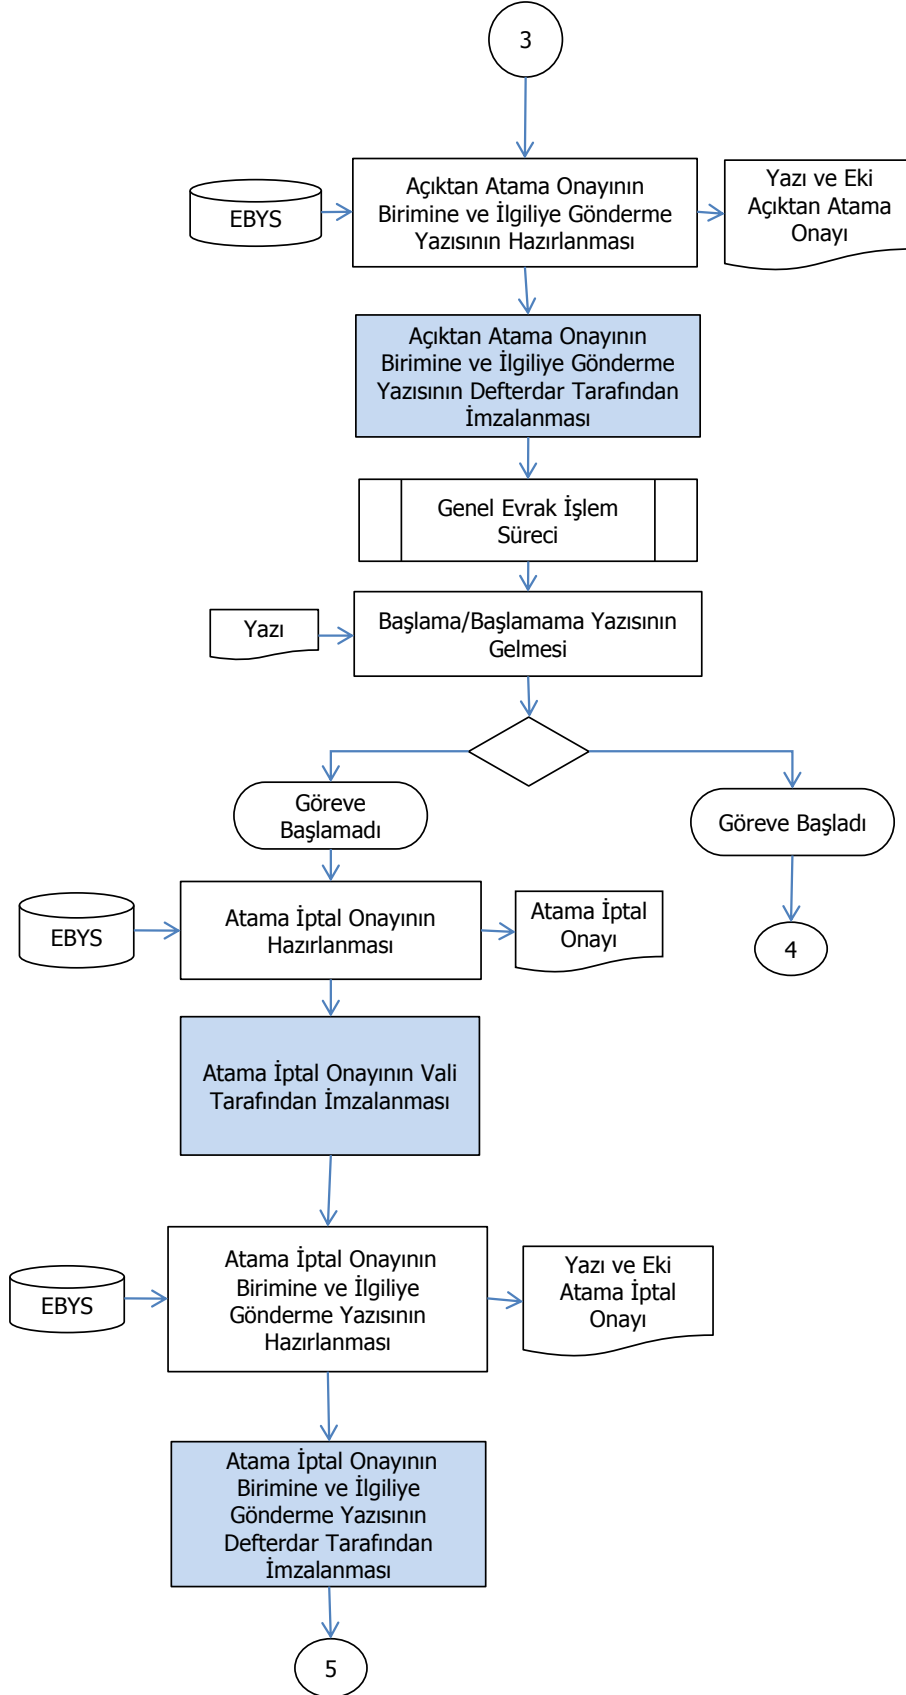 3
EBYS
Açıktan Atama Onayının
Birimine ve İlgiliye Gönderme
Yazısının Hazırlanması
Yazı ve Eki
Açıktan Atama
Onayı
Açıktan Atama Onayının
Birimine ve İlgiliye Gönderme
Yazısının Defterdar Tarafından
İmzalanması
Genel Evrak İşlem
Süreci
Yazı
Başlama/Başlamama Yazısının
Gelmesi
Göreve
Başlamadı
Göreve Başladı
EBYS
Atama İptal Onayının
Hazırlanması
Atama İptal
Onayı
4
Atama İptal Onayının Vali
Tarafından İmzalanması
EBYS
Atama İptal Onayının
Birimine ve İlgiliye
Gönderme Yazısının
Hazırlanması
Yazı ve Eki
Atama İptal
Onayı
Atama İptal Onayının
Birimine ve İlgiliye
Gönderme Yazısının
Defterdar Tarafından
İmzalanması
5